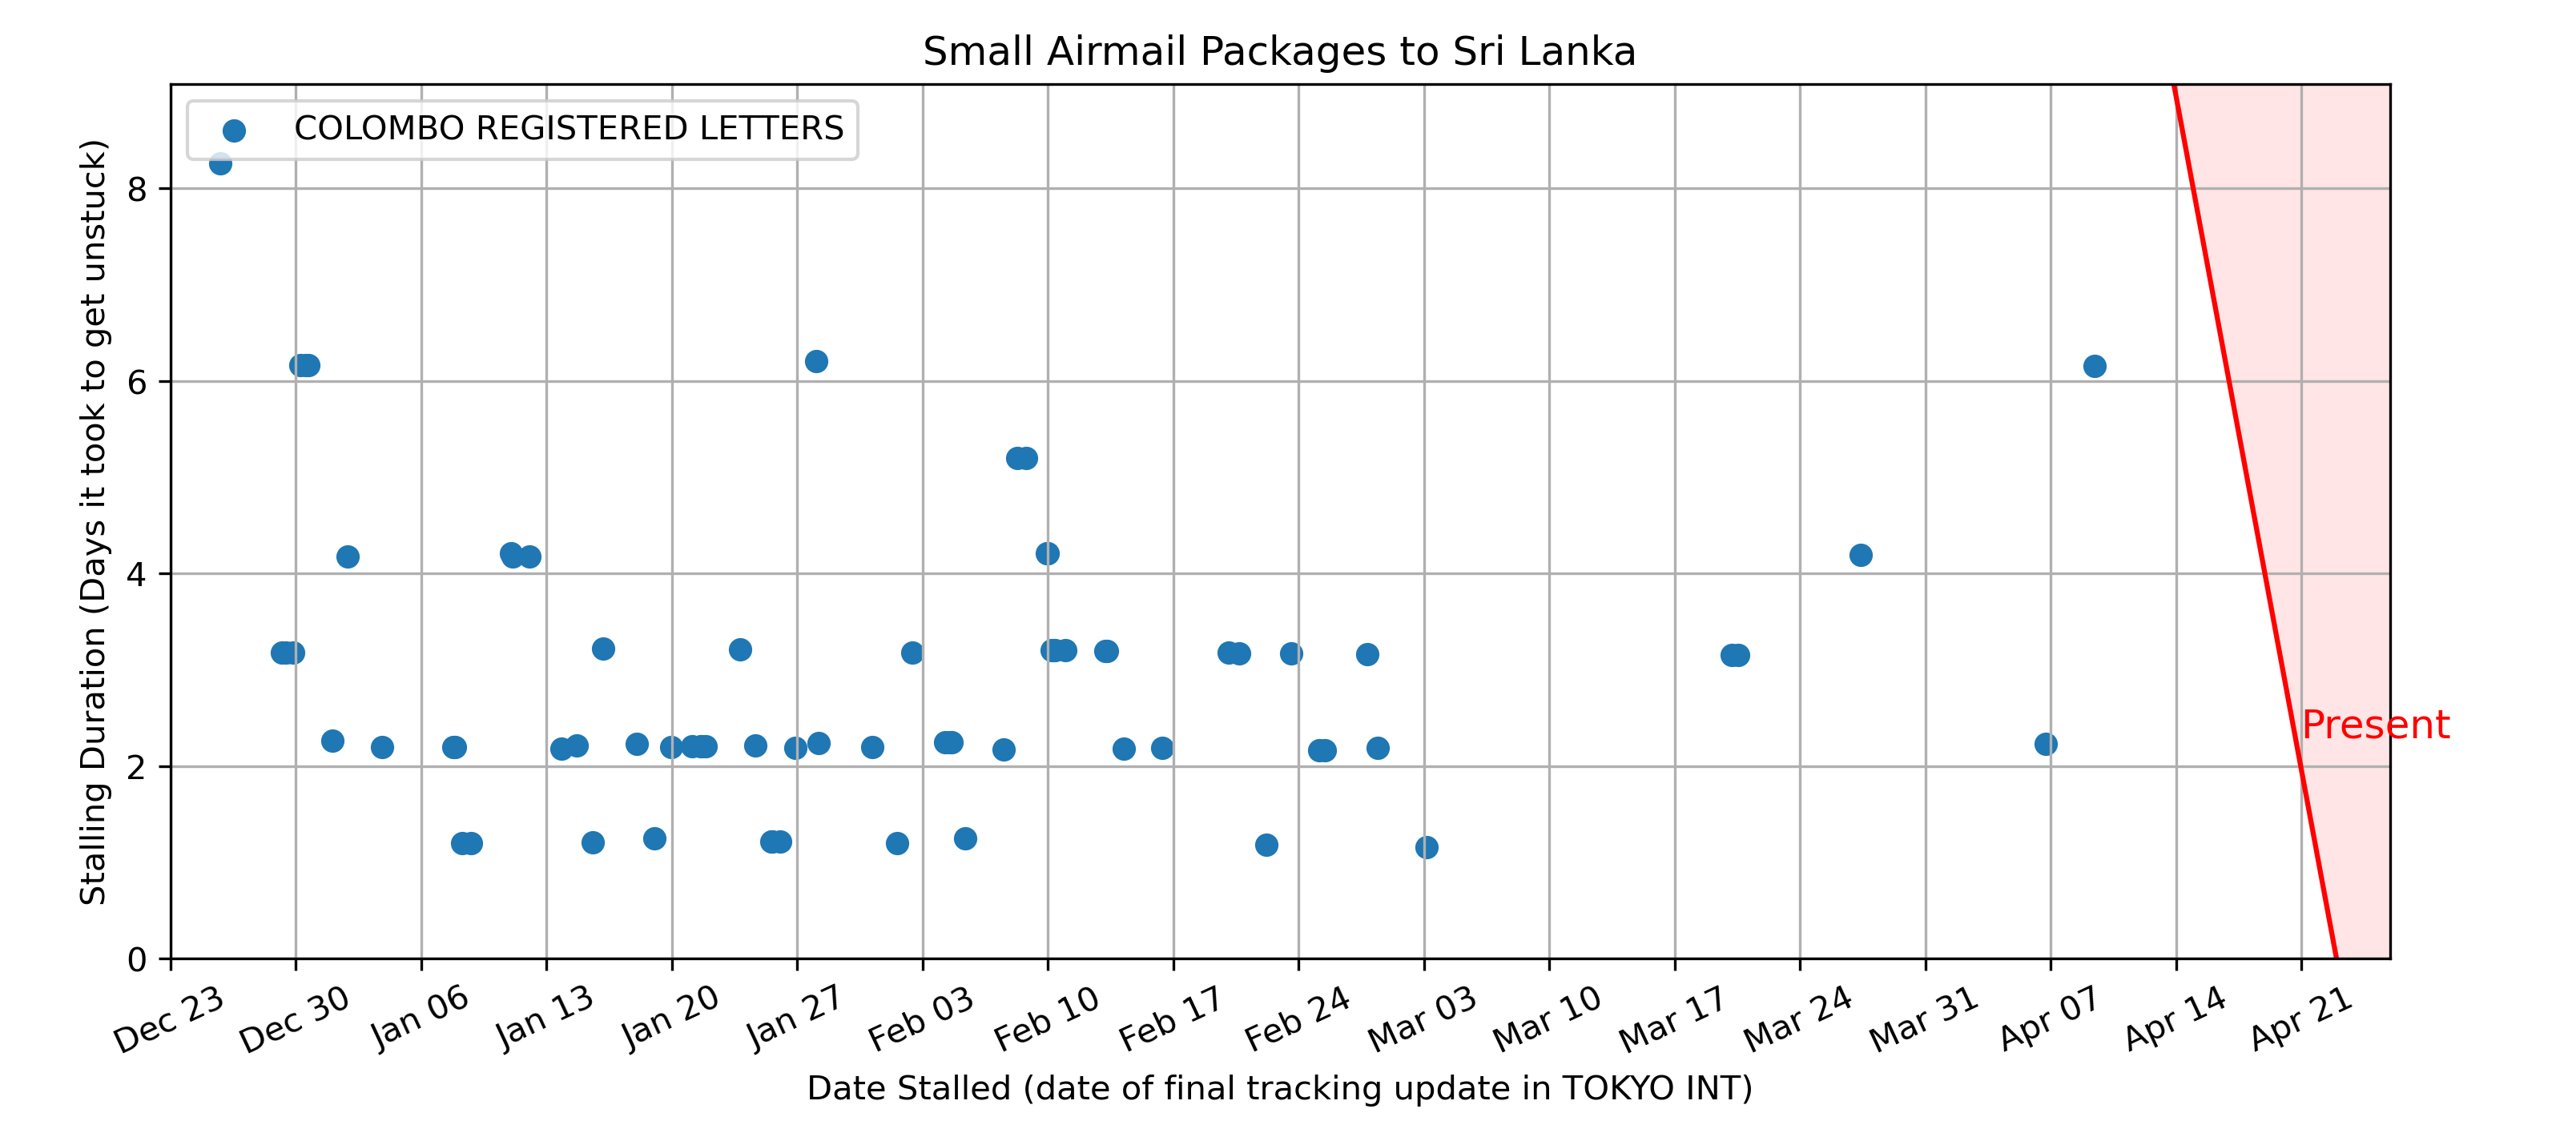 Small Airmail Packages to Sri Lanka
COLOMBO REGISTERED LETTERS
Stalling Duration (Days it took to get unstuck)
8
6
4
2
0
Present
Dec 23 Dec 30 Jan 06 Jan 13 Jan 20 Jan 27 Feb 03 Feb 10 Feb 17 Feb 24 Mar 03 Mar 10 Mar 17 Mar 24 Mar 31 Apr 07 Apr 14 Apr 21
Date Stalled (date of final tracking update in TOKYO INT)